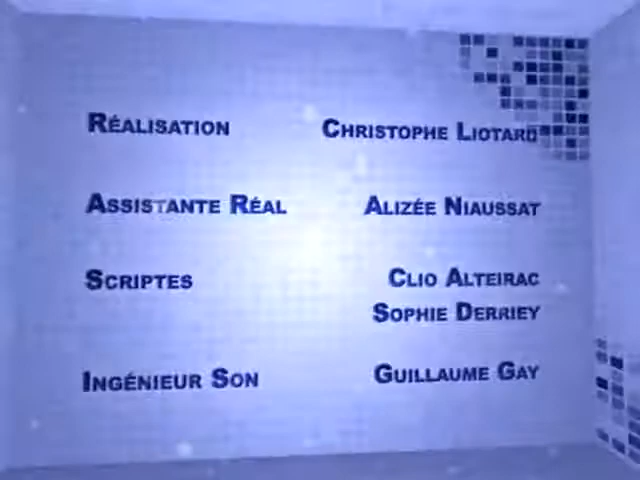 Réalisation Christophe Liotard
Assistante Réal Alizée Niaussat
Scriptes Clio Alteirac
Sophie Derriey
Ingénieur Son Guillaume Gay